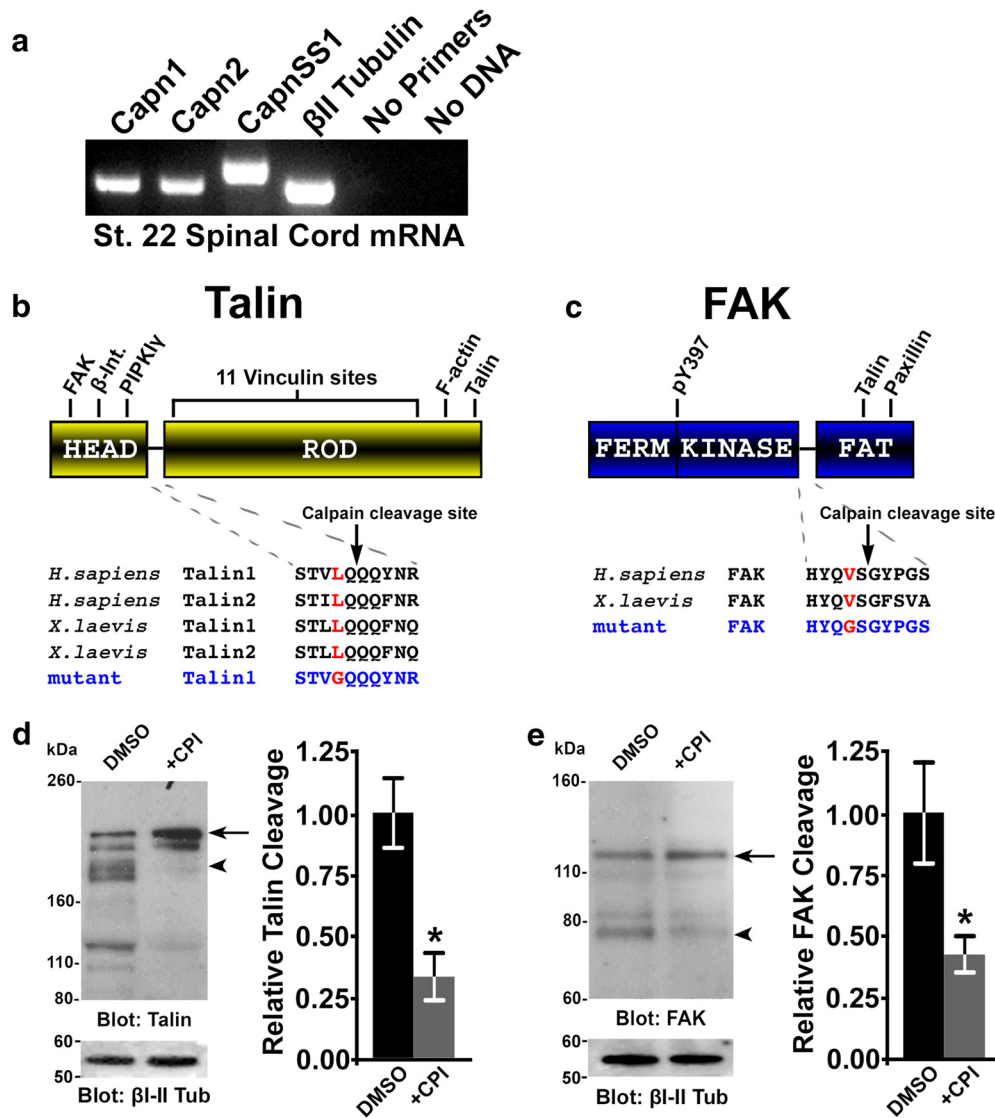 a
Capn1
Capn2
CapnSS1
βII Tubulin
No Primers
No DNA
St. 22 Spinal Cord mRNA
b
Talin
FAK
β-Int.
PIPKIγ
11 Vinculin sites
F-actin
Talin
HEAD
ROD
Calpain cleavage site
H.sapiens Talin1 STVLQQQYNR
H.sapiens Talin2 STILQQQFNR
X.laevis Talin1 STLLQQQFNQ
X.laevis Talin2 STLLQQQFNQ
mutant Talin1 STVGQQQYNR
c
FAK
pY397
Talin
Paxillin
FERM
KINASE
FAT
Calpain cleavage site
H.sapiens FAK HYQVSGYPGS
X.laevis FAK HYQVSGFSVA
mutant FAK HYQGSGYPGS
d
kDa
DMSO
+CPI
260-
160-
110-
80-
Blot: Talin
60-
50-
Blot: βI-II Tub
Relative Talin Cleavage
1.25
1.00
0.75
0.50
0.25
0.00
*
DMSO
+CPI
e
kDa
DMSO
+CPI
160-
110-
80-
60-
Blot: FAK
60-
50-
Blot: βI-II Tub
Relative FAK Cleavage
1.25
1.00
0.75
0.50
0.25
0.00
*
DMSO
+CPI